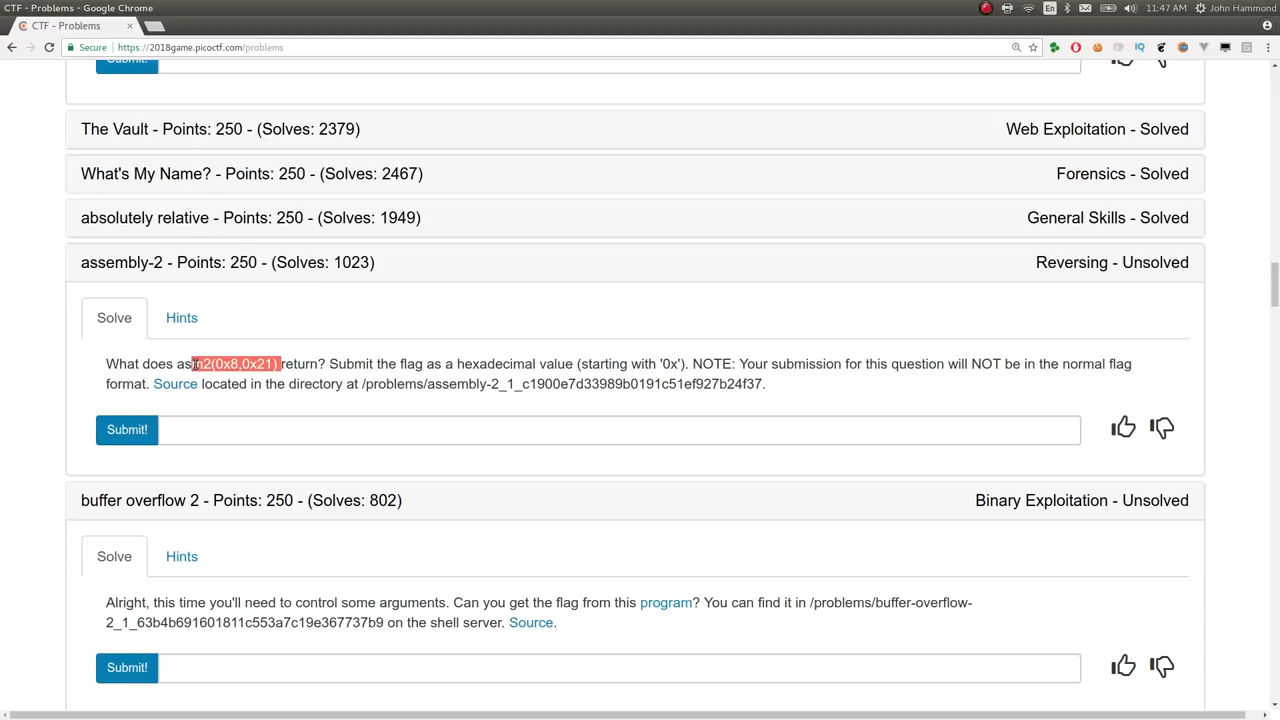 CTF - Problems - Google Chrome
En
11:47 AM
John Hammond
CTF - Problems
Secure
https://2018game.picoctf.com/problems
IQ
Submit!
The Vault - Points: 250 - (Solves: 2379)
Web Exploitation - Solved
What's My Name? - Points: 250 - (Solves: 2467)
Forensics - Solved
absolutely relative - Points: 250 - (Solves: 1949)
General Skills - Solved
assembly-2 - Points: 250 - (Solves: 1023)
Reversing - Unsolved
Solve
Hints
What does asm2(0x8,0x21) return? Submit the flag as a hexadecimal value (starting with '0x'). NOTE: Your submission for this question will NOT be in the normal flag
format. Source located in the directory at /problems/assembly-2_1_c1900e7d33989b0191c51ef927b24f37.
Submit!
buffer overflow 2 - Points: 250 - (Solves: 802)
Binary Exploitation - Unsolved
Solve
Hints
Alright, this time you'll need to control some arguments. Can you get the flag from this program? You can find it in /problems/buffer-overflow-
2_1_63b4b691601811c553a7c19e367737b9 on the shell server. Source.
Submit!